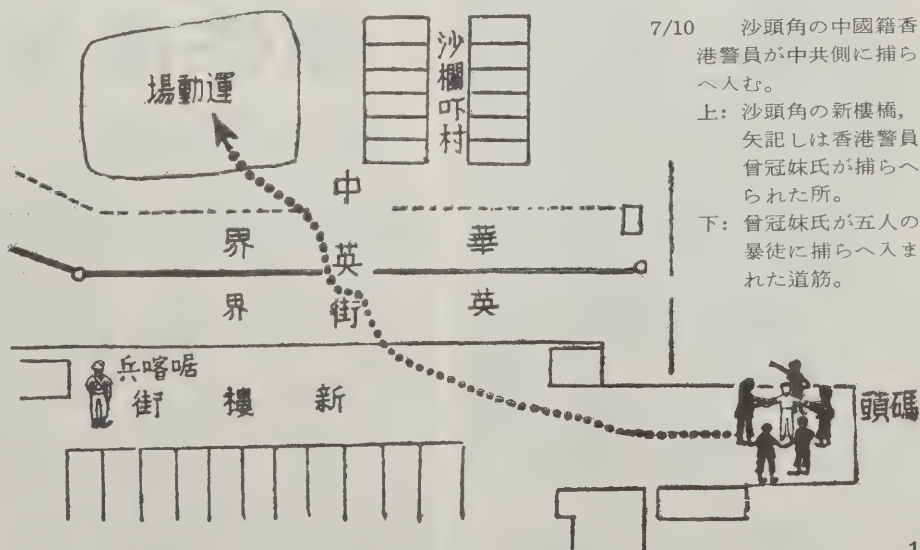 7/10 沙頭角の中國籍香
港警員が中共側に捕ら
へ入む。
上: 沙頭角の新樓橋,
矢記しは香港警員
曾冠妹氏が捕らへ
られた所。
下: 曾冠妹氏が五人の
暴徒に捕らへ入ま
れた道筋。
場動運
沙欄吓村
中英街
界 華
界 英
兵喀啹
街 樓 新
頭碼
1